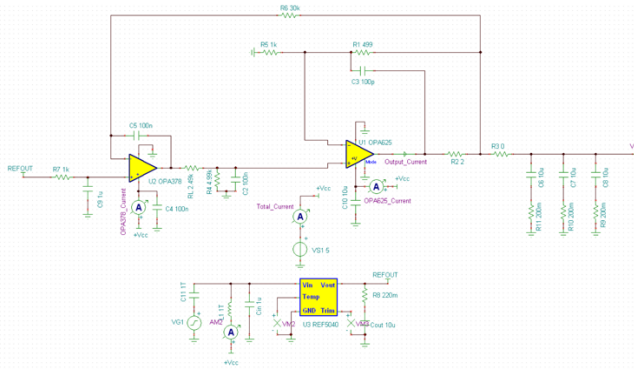 R6 30k
R5 1k
R1 499
C3 100p
C5 100n
U1 OPA625
REFOUT
R7 1k
U2 OPA378
RL 2.49k
R4 4.99k
C2 100n
Output_Current
R2 2
R3 0
V
+Vcc
C9 1u
OPA378_Current
A
C4 100n
+Vcc
Total_Current
+Vcc
A
C10 10u
A
+Vcc
OPA625_Current
C6 10u
C7 10u
C8 10u
R11 200m
R10 200m
R9 200m
VS1 5
REFOUT
C11 1T
1T
Cin 1u
Vin Vout
Temp
GND Trim
U3 REF5040
R8 220m
VG1
AM2
A
VM2
Cout 10u
+Vcc